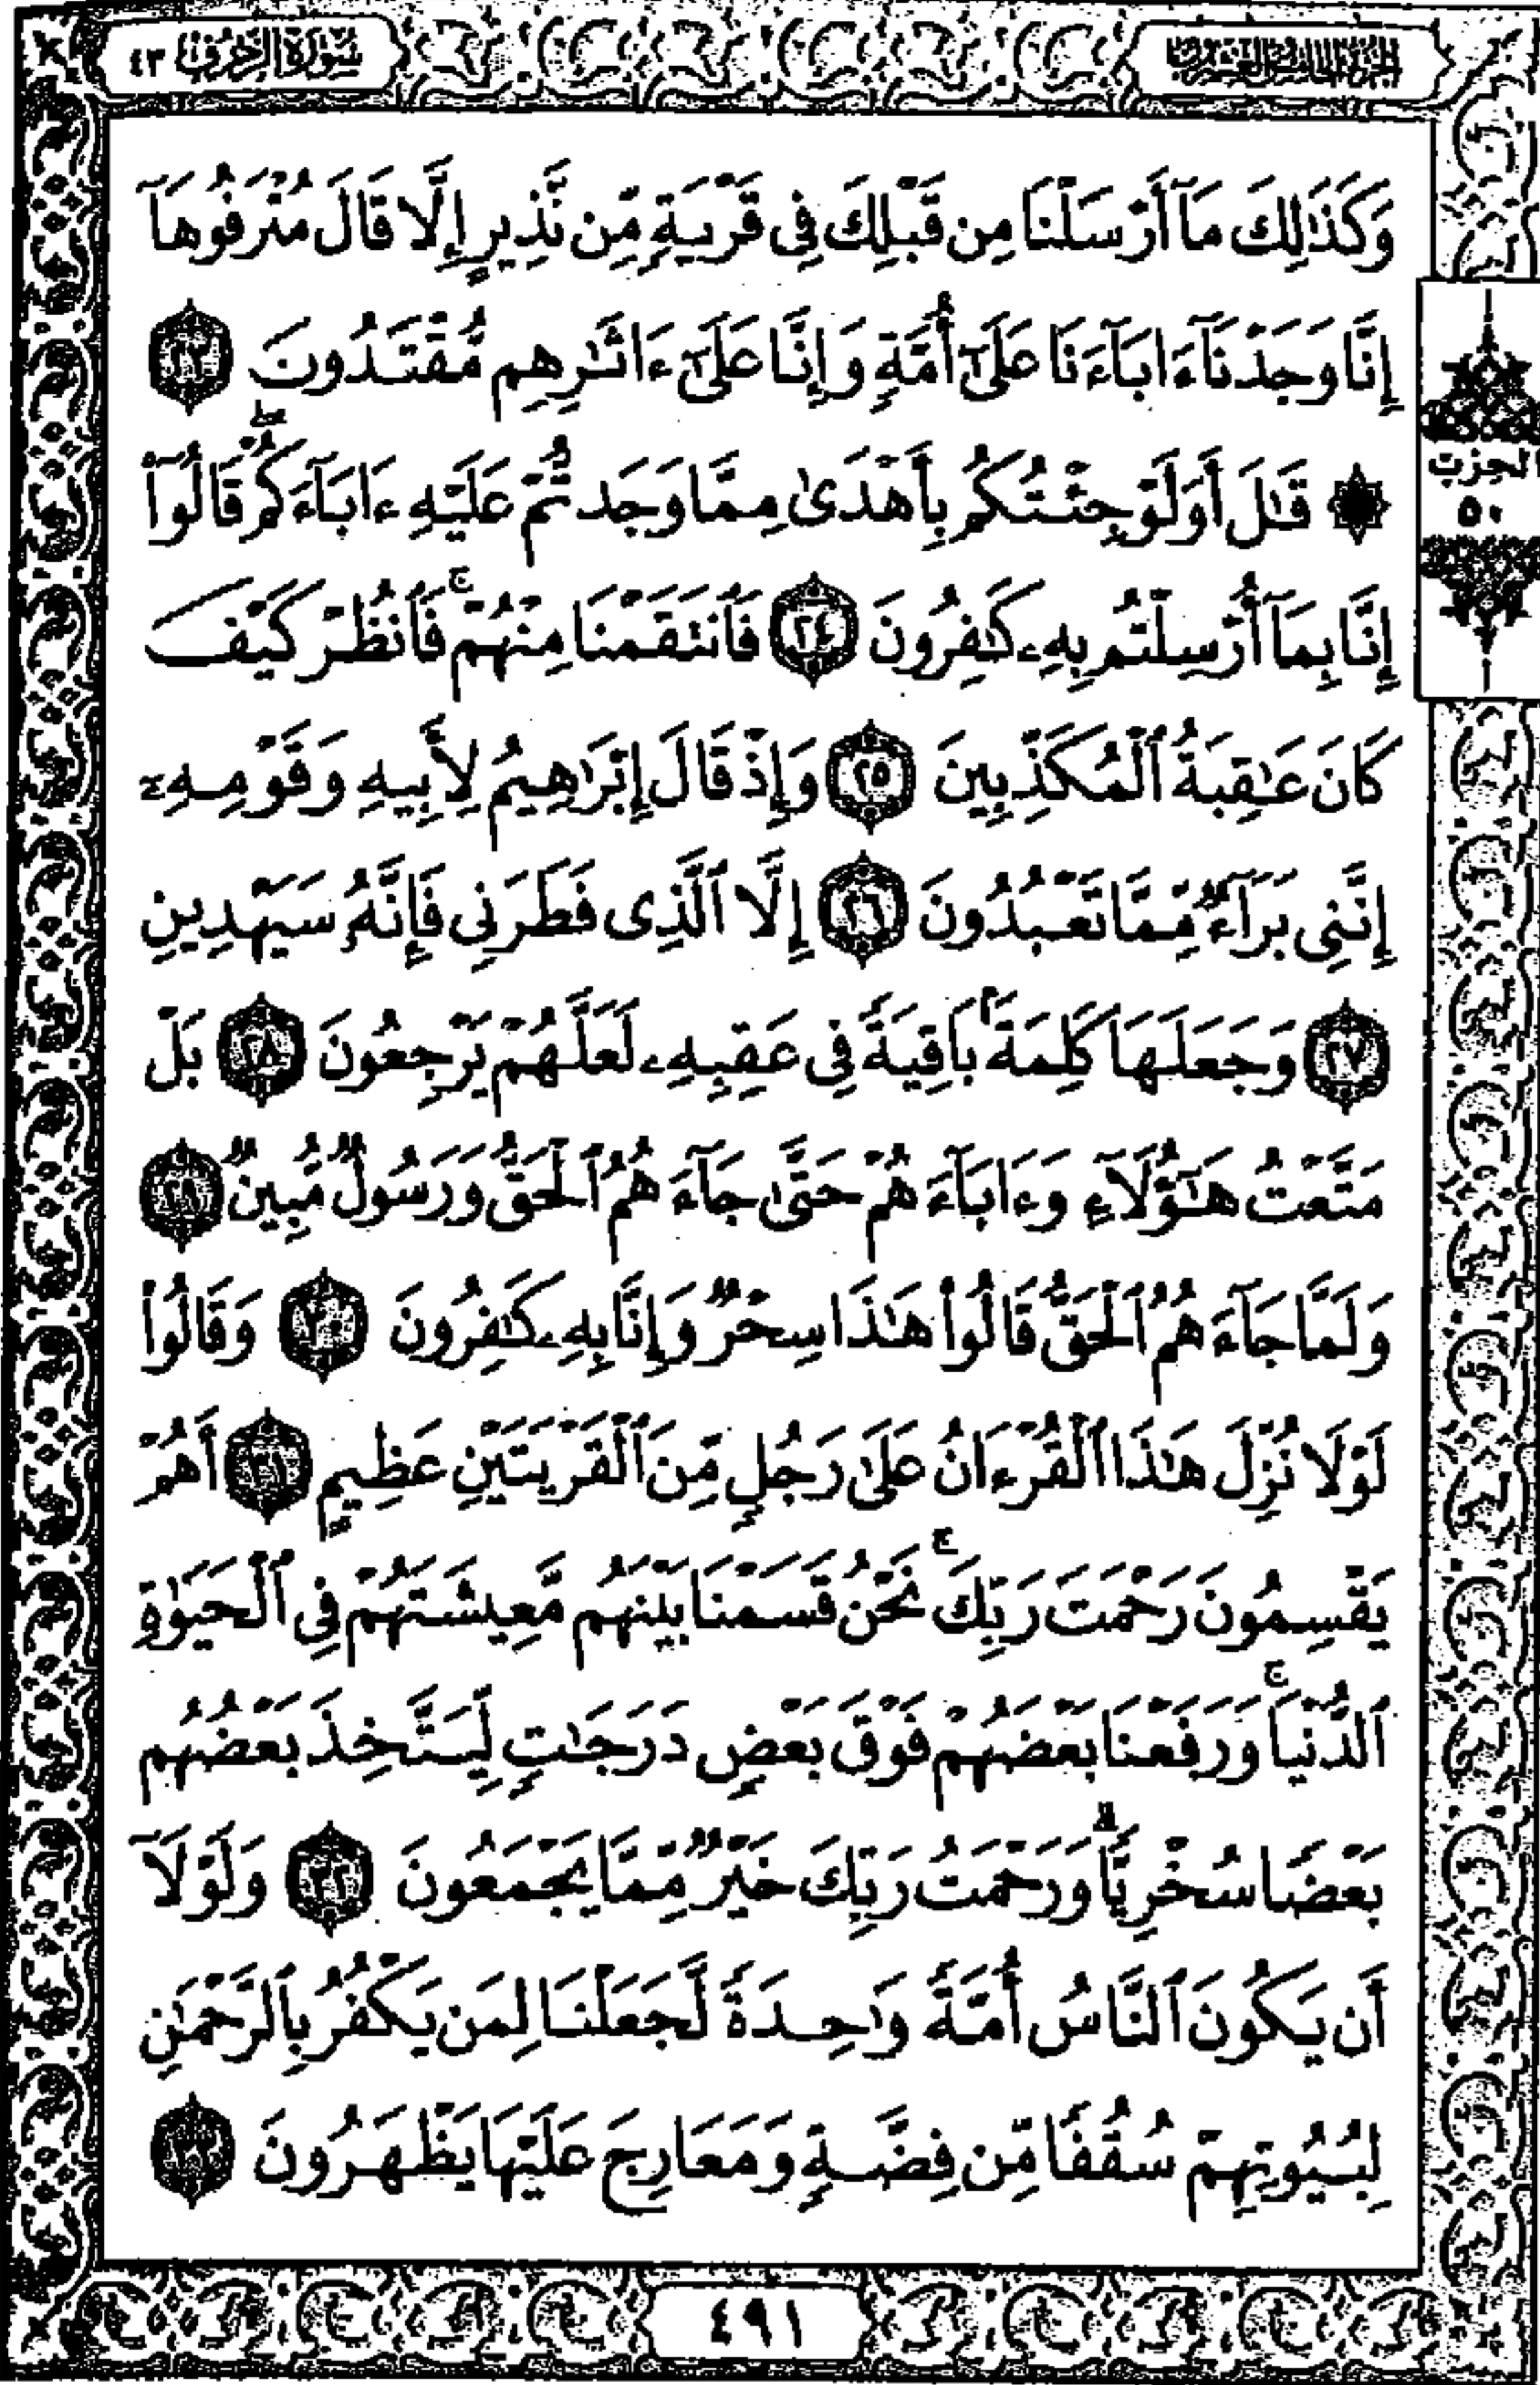 الجزء الخامس والعشرون
سورة الزخرف ٤٣
وَكَذَٰلِكَ مَآ أَرْسَلْنَا مِن قَبْلِكَ فِى قَرْيَةٍ مِّن نَّذِيرٍ إِلَّا قَالَ مُتْرَفُوهَآ
إِنَّا وَجَدْنَآ ءَابَآءَنَا عَلَىٰٓ أُمَّةٍ وَإِنَّا عَلَىٰٓ ءَاثَٰرِهِم مُّقْتَدُونَ ٢٣
۞ قَٰلَ أَوَلَوْ جِئْتُكُم بِأَهْدَىٰ مِمَّا وَجَدتُّمْ عَلَيْهِ ءَابَآءَكُمْ ۖ قَالُوٓا۟
إِنَّا بِمَآ أُرْسِلْتُم بِهِۦ كَٰفِرُونَ ٢٤ فَٱنتَقَمْنَا مِنْهُمْ ۚ فَٱنظُرْ كَيْفَ
كَانَ عَٰقِبَةُ ٱلْمُكَذِّبِينَ ٢٥ وَإِذْ قَالَ إِبْرَٰهِيمُ لِأَبِيهِ وَقَوْمِهِۦٓ
إِنَّنِى بَرَآءٌ مِّمَّا تَعْبُدُونَ ٢٦ إِلَّا ٱلَّذِى فَطَرَنِى فَإِنَّهُۥ سَيَهْدِينِ
٢٧ وَجَعَلَهَا كَلِمَةًۢ بَاقِيَةً فِى عَقِبِهِۦ لَعَلَّهُمْ يَرْجِعُونَ ٢٨ بَلْ
مَتَّعْتُ هَٰٓؤُلَآءِ وَءَابَآءَهُمْ حَتَّىٰ جَآءَهُمُ ٱلْحَقُّ وَرَسُولٌ مُّبِينٌ ٢٩
وَلَمَّا جَآءَهُمُ ٱلْحَقُّ قَالُوا۟ هَٰذَا سِحْرٌ وَإِنَّا بِهِۦ كَٰفِرُونَ ٣٠ وَقَالُوا۟
لَوْلَا نُزِّلَ هَٰذَا ٱلْقُرْءَانُ عَلَىٰ رَجُلٍ مِّنَ ٱلْقَرْيَتَيْنِ عَظِيمٍ ٣١ أَهُمْ
يَقْسِمُونَ رَحْمَتَ رَبِّكَ ۚ نَحْنُ قَسَمْنَا بَيْنَهُم مَّعِيشَتَهُمْ فِى ٱلْحَيَوٰةِ
ٱلدُّنْيَا ۚ وَرَفَعْنَا بَعْضَهُمْ فَوْقَ بَعْضٍ دَرَجَٰتٍ لِّيَتَّخِذَ بَعْضُهُم
بَعْضًا سُخْرِيًّا ۗ وَرَحْمَتُ رَبِّكَ خَيْرٌ مِّمَّا يَجْمَعُونَ ٣٢ وَلَوْلَآ
أَن يَكُونَ ٱلنَّاسُ أُمَّةً وَٰحِدَةً لَّجَعَلْنَا لِمَن يَكْفُرُ بِٱلرَّحْمَٰنِ
لِبُيُوتِهِمْ سُقُفًا مِّن فِضَّةٍ وَمَعَارِجَ عَلَيْهَا يَظْهَرُونَ ٣٣
الحزب
٥٠
٤٩١